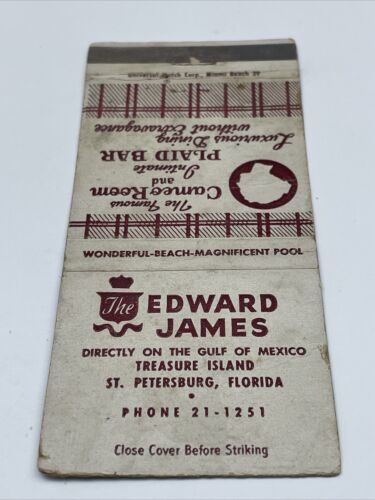 Universal Match Corp., Miami Beach 39
Luxurious Dining
without Extravagance
The Famous
Cameo Room
and
Intimate
PLAID BAR
WONDERFUL-BEACH-MAGNIFICENT POOL
The EDWARD
JAMES
DIRECTLY ON THE GULF OF MEXICO
TREASURE ISLAND
ST. PETERSBURG, FLORIDA
•
PHONE 21-1251
Close Cover Before Striking